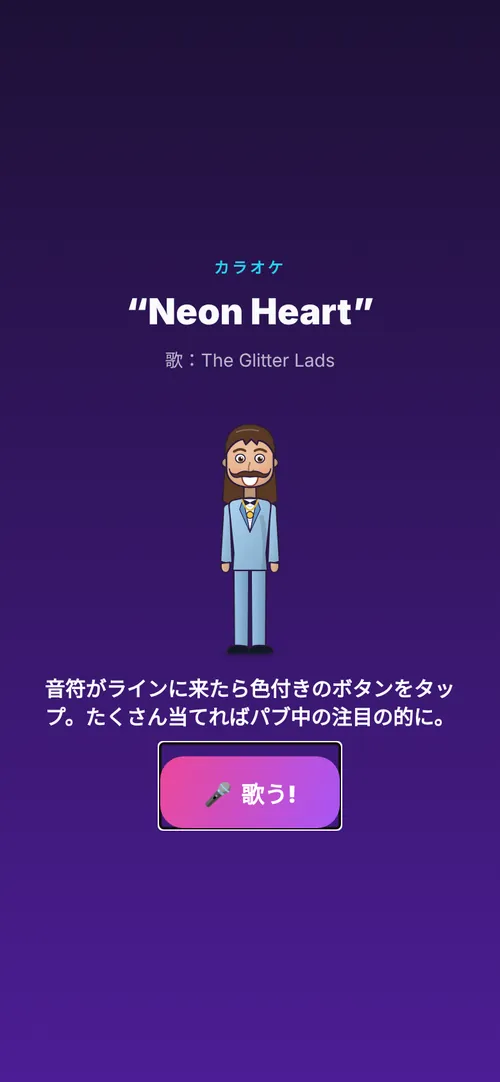 カラオケ
“Neon Heart”
歌：The Glitter Lads
音符がラインに来たら色付きのボタンをタッ
プ。たくさん当てればパブ中の注目の的に。
🎤 歌う!